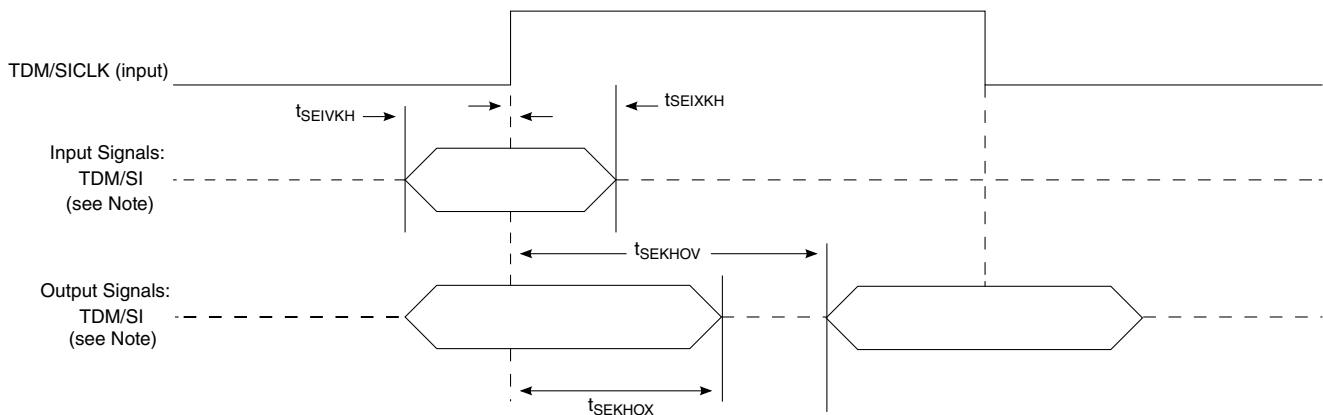 TDM/SICLK (input)
tSEIVKH
tSEIXKH
Input Signals:
TDM/SI
(see Note)
tSEKHOV
Output Signals:
TDM/SI
(see Note)
tSEKHOX